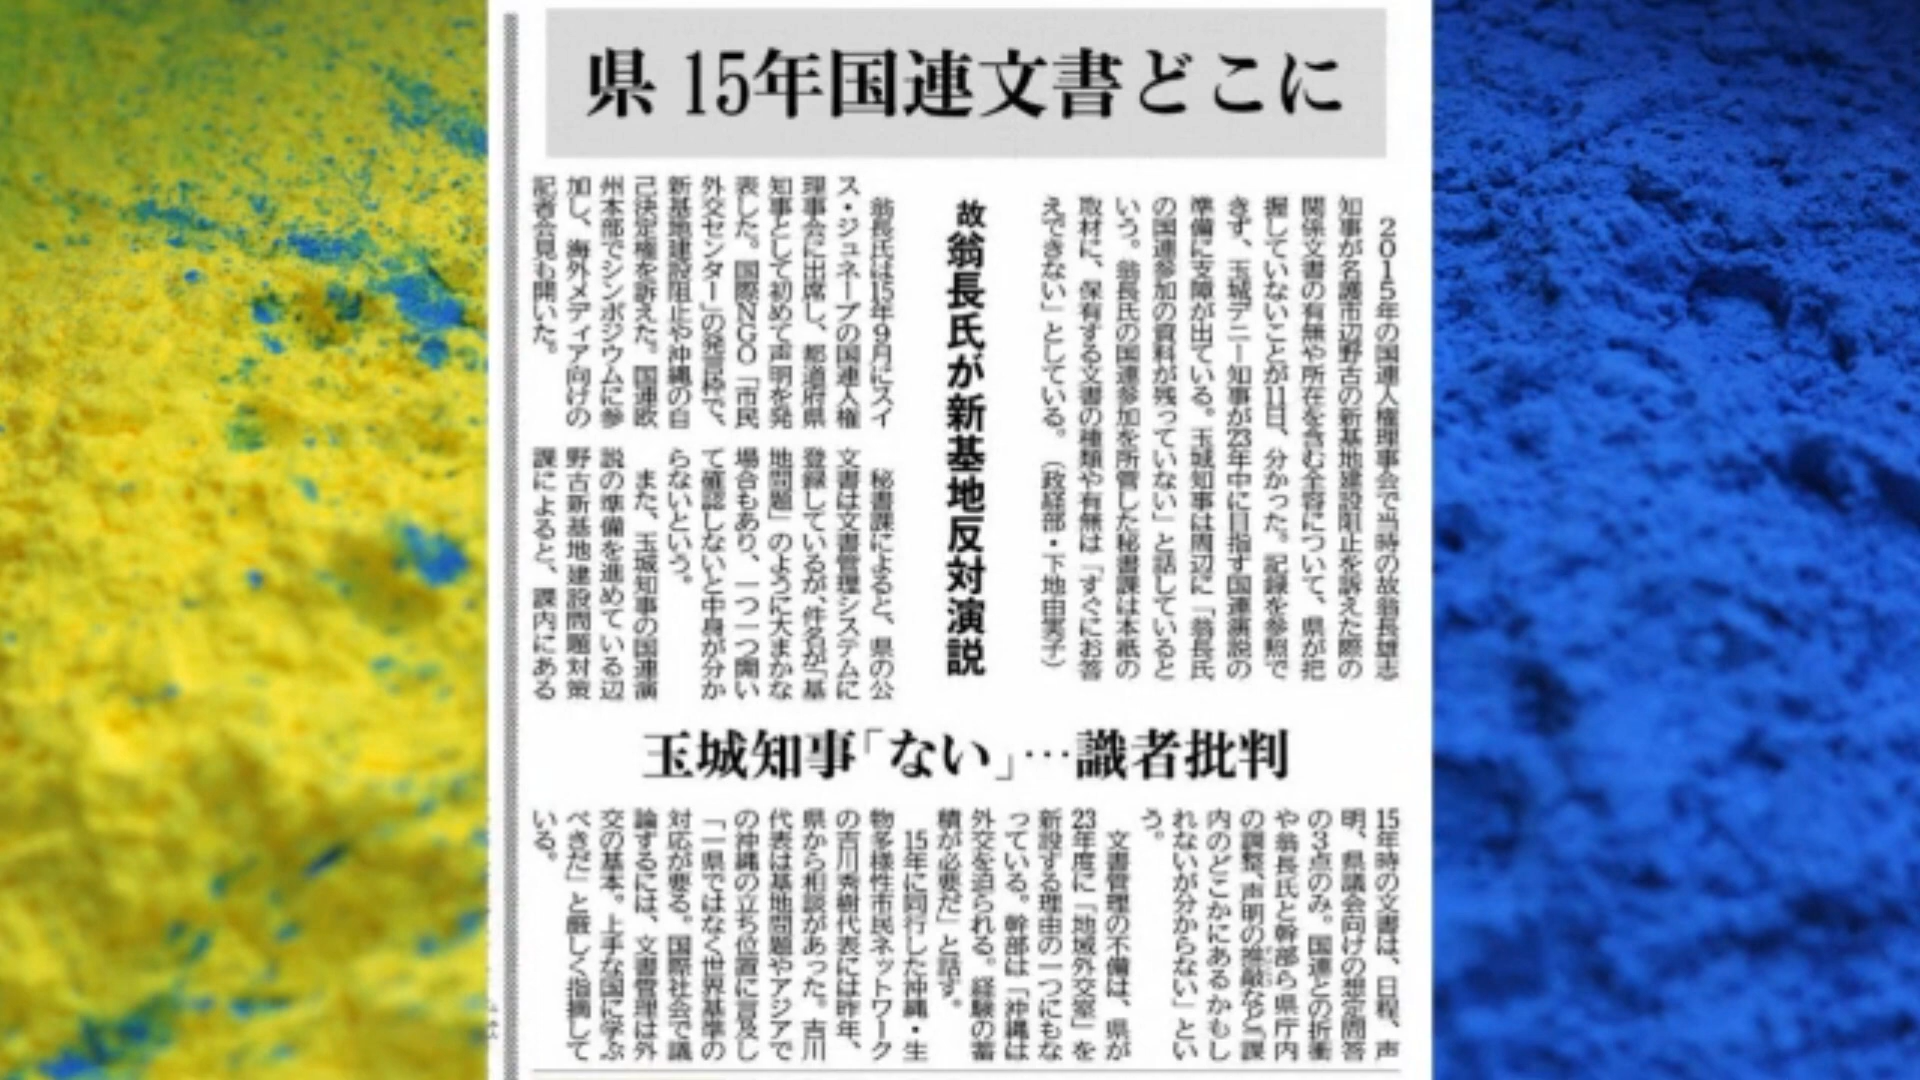 県 15年国連文書どこに
２０１５年の国連人権理事会で当時の故翁長雄志
知事が名護市辺野古の新基地建設阻止を訴えた際の
関係文書の有無や所在を含む全容について、県が把
握していないことが11日、分かった。記録を参照で
きず、玉城デニー知事が23年中に目指す国連演説の
準備に支障が出ている。玉城知事は周辺に「翁長氏
の国連参加の資料が残っていない」と話していると
いう。翁長氏の国連参加を所管した秘書課は本紙の
取材に、保有する文書の種類や有無は「すぐにお答
えできない」としている。（政経部・下地由実子）
故翁長氏が新基地反対演説
翁長氏は15年９月にスイ
ス・ジュネーブの国連人権
理事会に出席し、都道府県
知事として初めて声明を発
表した。国際ＮＧＯ「市民
外交センター」の発言枠で、
新基地建設阻止や沖縄の自
己決定権を訴えた。国連欧
州本部でシンポジウムに参
加し、海外メディア向けの
記者会見も開いた。
秘書課によると、県の公
文書は文書管理システムに
登録しているが、件名が「基
地問題」のように大まかな
場合もあり、一つ一つ開い
て確認しないと中身が分か
らないという。
また、玉城知事の国連演
説の準備を進めている辺
野古新基地建設問題対策
課によると、課内にある
玉城知事「ない」…識者批判
15年時の文書は、日程、声
明、県議会向けの想定問答
の３点のみ。国連との折衝
や翁長氏と幹部ら県庁内
の調整、声明の推敲など「課
内のどこかにあるかもし
れないが分からない」とい
う。
文書管理の不備は、県が
23年度に「地域外交室」を
新設する理由の一つにもな
っている。幹部は「沖縄は
外交を迫られる。経験の蓄
積が必要だ」と話す。
15年に同行した沖縄・生
物多様性市民ネットワーク
の吉川秀樹代表には昨年、
県から相談があった。吉川
代表は基地問題やアジアで
の沖縄の立ち位置に言及し
「一県ではなく世界基準の
対応が要る。国際社会で議
論するには、文書管理は外
交の基本。上手な国に学ぶ
べきだ」と厳しく指摘して
いる。